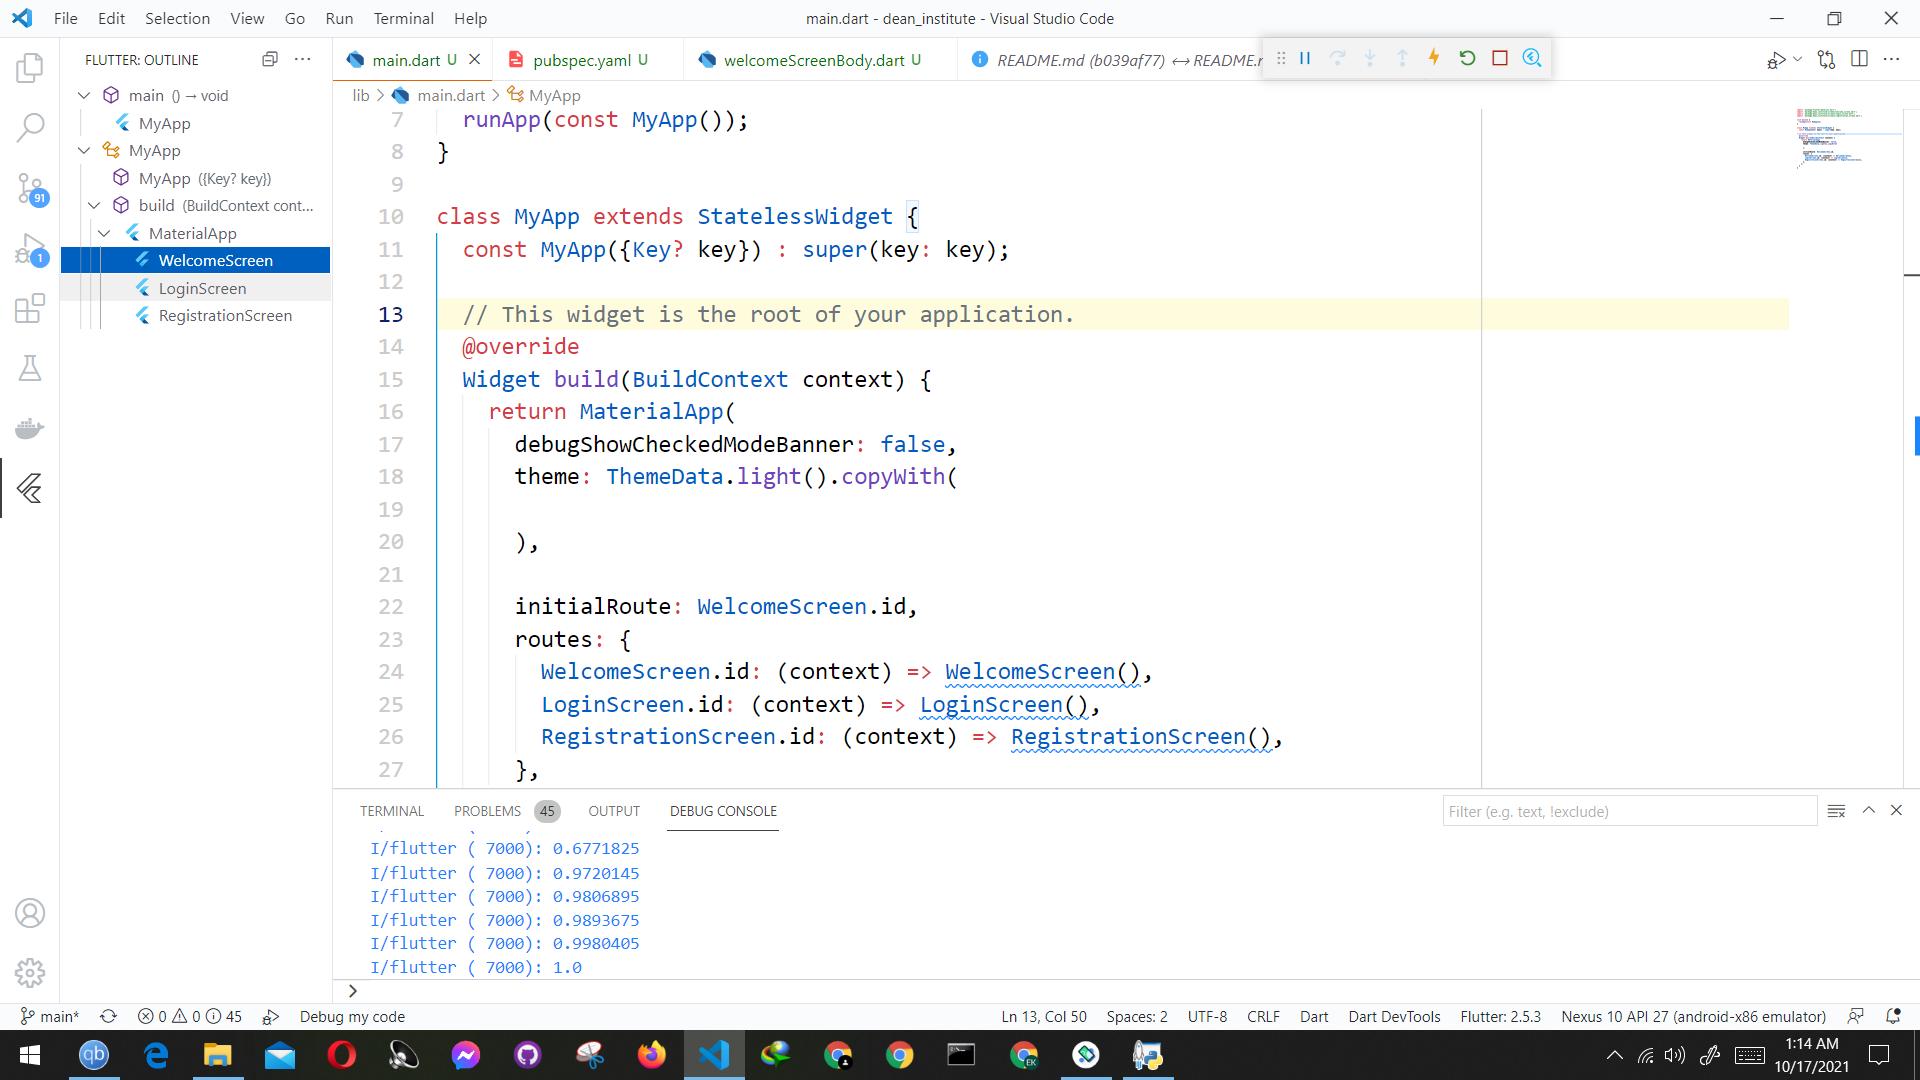 File Edit Selection View Go Run Terminal Help
main.dart - dean_institute - Visual Studio Code
FLUTTER: OUTLINE
main.dart U
pubspec.yaml U
welcomeScreenBody.dart U
README.md (b039af77) ↔ README.r
main () → void
MyApp
MyApp
MyApp ({Key? key})
build (BuildContext cont...
MaterialApp
WelcomeScreen
LoginScreen
RegistrationScreen
91
1
lib > main.dart > MyApp
7 runApp(const MyApp());
8 }
9
10 class MyApp extends StatelessWidget {
11 const MyApp({Key? key}) : super(key: key);
12
13 // This widget is the root of your application.
14 @override
15 Widget build(BuildContext context) {
16 return MaterialApp(
17 debugShowCheckedModeBanner: false,
18 theme: ThemeData.light().copyWith(
19
20 ),
21
22 initialRoute: WelcomeScreen.id,
23 routes: {
24 WelcomeScreen.id: (context) => WelcomeScreen(),
25 LoginScreen.id: (context) => LoginScreen(),
26 RegistrationScreen.id: (context) => RegistrationScreen(),
27 },
TERMINAL PROBLEMS 45 OUTPUT DEBUG CONSOLE
Filter (e.g. text, !exclude)
I/flutter ( 7000): 0.6771825
I/flutter ( 7000): 0.9720145
I/flutter ( 7000): 0.9806895
I/flutter ( 7000): 0.9893675
I/flutter ( 7000): 0.9980405
I/flutter ( 7000): 1.0
>
main* 0 0 45 Debug my code
Ln 13, Col 50 Spaces: 2 UTF-8 CRLF Dart Dart DevTools Flutter: 2.5.3 Nexus 10 API 27 (android-x86 emulator)
qb
EK
1:14 AM
10/17/2021